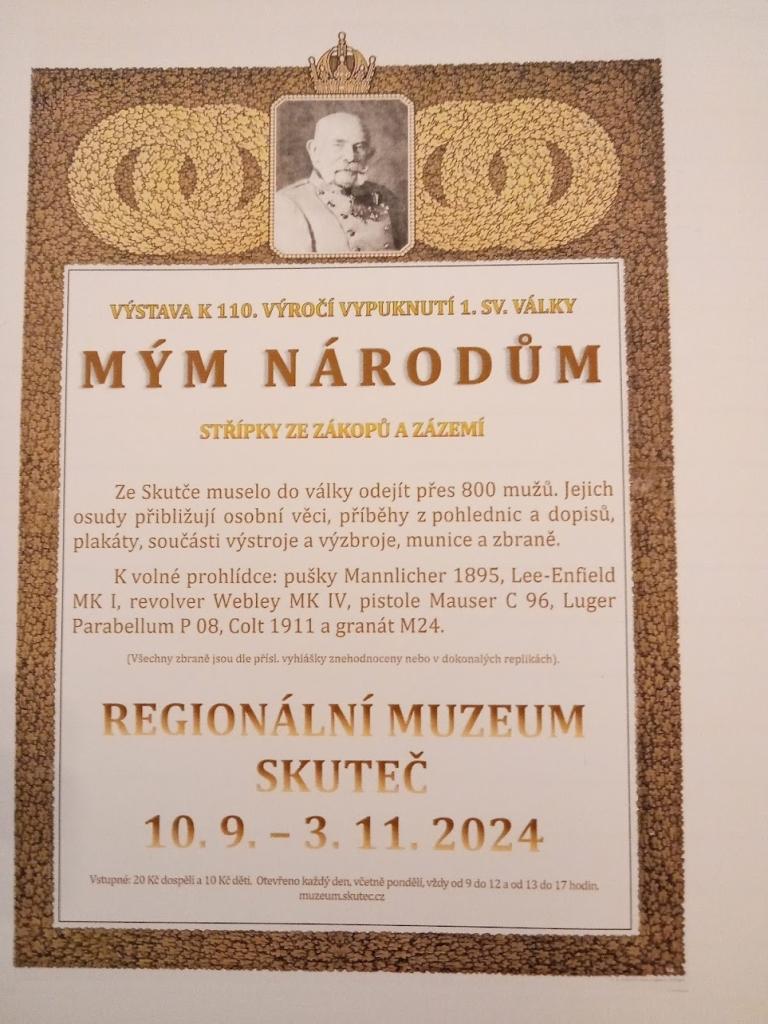 VÝSTAVA K 110. VÝROČÍ VYPUKNUTÍ 1. SV. VÁLKY
MÝM NÁRODŮM
STŘÍPKY ZE ZÁKOPŮ A ZÁZEMÍ
Ze Skutče muselo do války odejít přes 800 mužů. Jejich
osudy přibližují osobní věci, příběhy z pohlednic a dopisů,
plakáty, součásti výstroje a výzbroje, munice a zbraně.
K volné prohlídce: pušky Mannlicher 1895, Lee-Enfield
MK I, revolver Webley MK IV, pistole Mauser C 96, Luger
Parabellum P 08, Colt 1911 a granát M24.
(Všechny zbraně jsou dle přísl. vyhlášky znehodnoceny nebo v dokonalých replikách).
REGIONÁLNÍ MUZEUM
SKUTEČ
10. 9. – 3. 11. 2024
Vstupné: 20 Kč dospělí a 10 Kč děti. Otevřeno každý den, včetně pondělí, vždy od 9 do 12 a od 13 do 17 hodin.
muzeum.skutec.cz